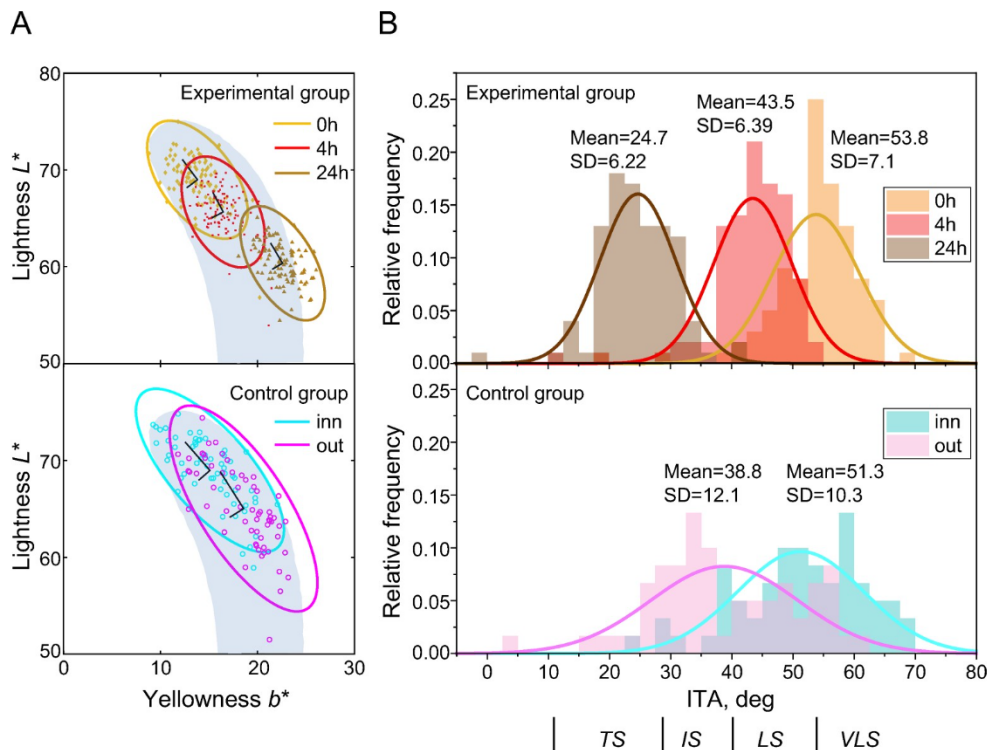 A
B
80
70
60
50
Lightness L*
Experimental group
0h
4h
24h
70
60
50
Lightness L*
Control group
inn
out
0
10
20
30
Yellowness b*
0.25
0.20
0.15
0.10
0.05
0.00
Relative frequency
Experimental group
Mean=24.7
SD=6.22
Mean=43.5
SD=6.39
Mean=53.8
SD=7.1
0h
4h
24h
0.25
0.20
0.15
0.10
0.05
0.00
Relative frequency
Control group
Mean=38.8
SD=12.1
Mean=51.3
SD=10.3
inn
out
0
10
20
30
40
50
60
70
80
ITA, deg
TS
IS
LS
VLS